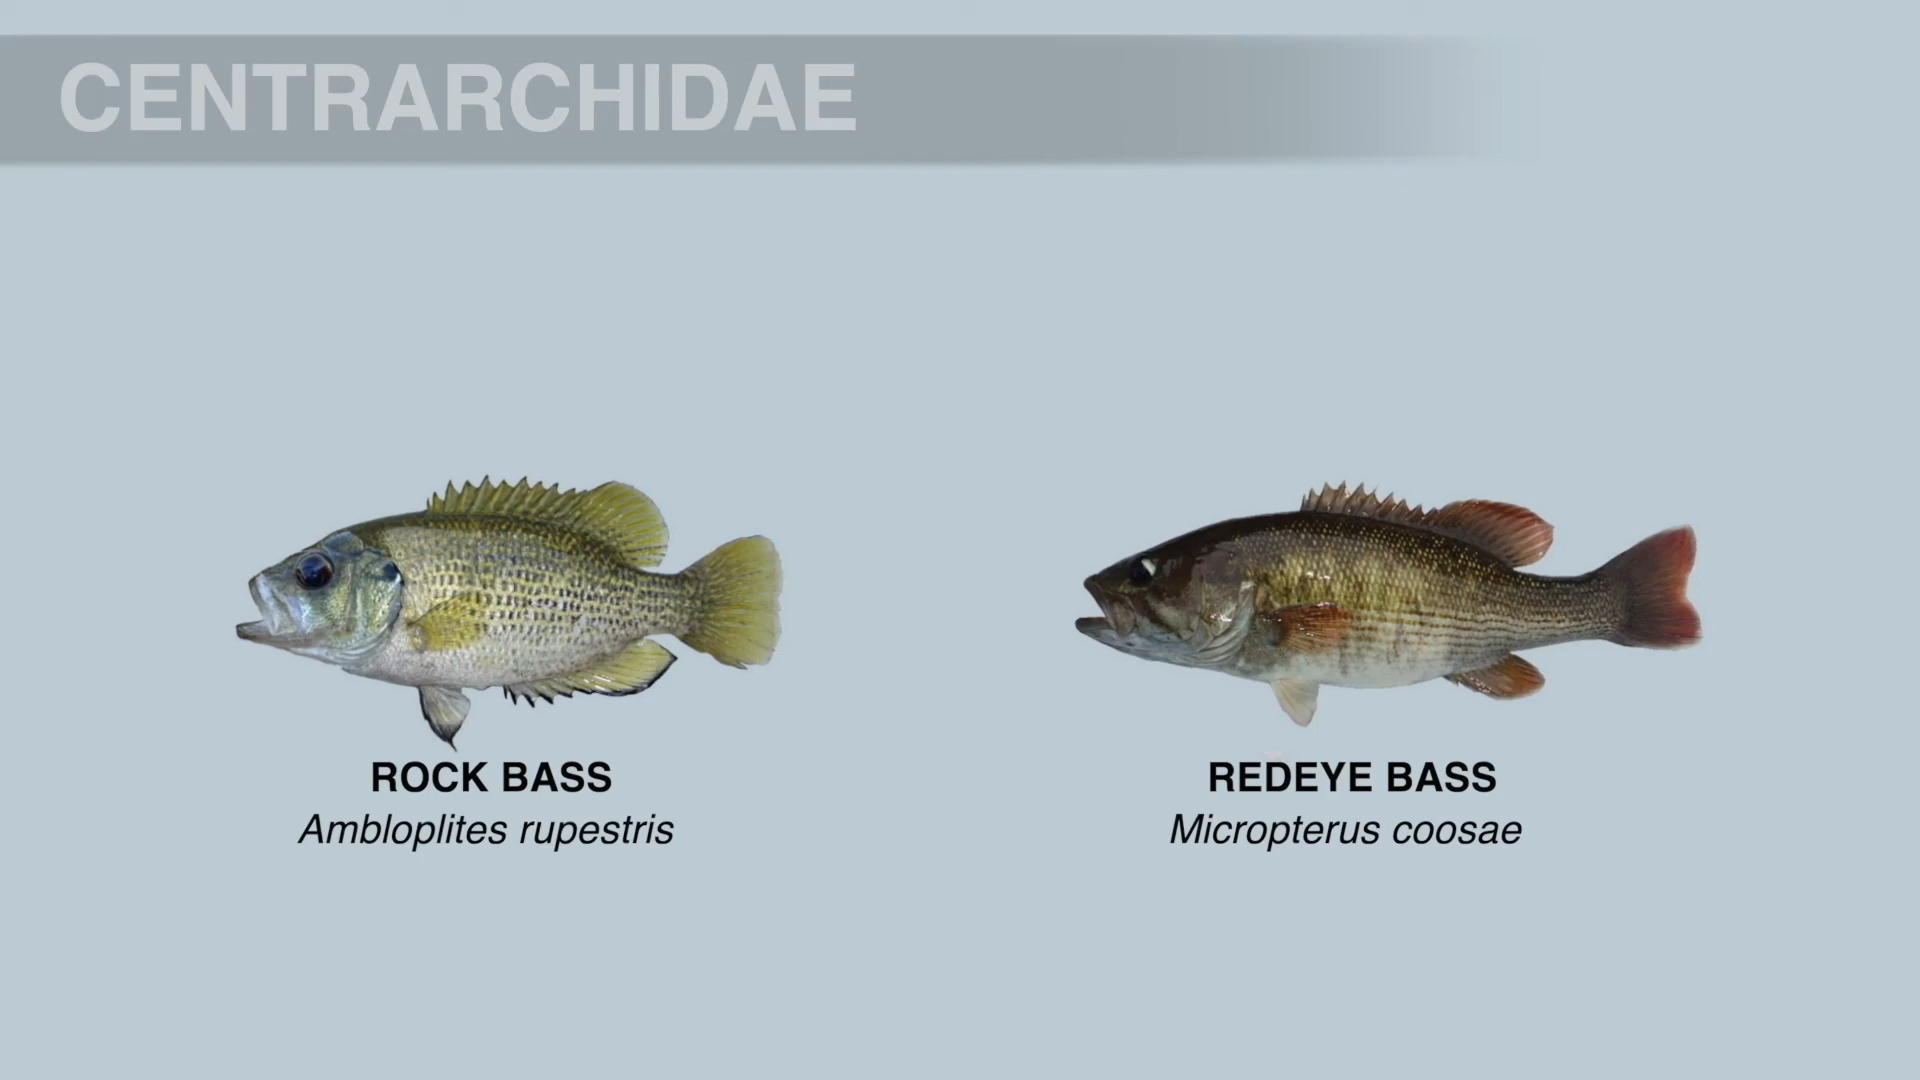 CENTRARCHIDAE
ROCK BASS
Ambloplites rupestris
REDEYE BASS
Micropterus coosae